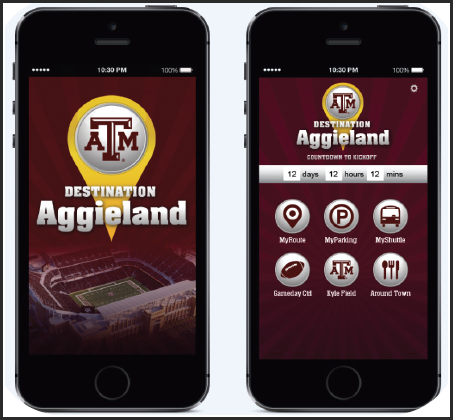 10:30 PM 100%
ATM
DESTINATION
Aggieland
10:30 PM 100%
ATM
DESTINATION
Aggieland
COUNTDOWN TO KICKOFF
12 days 12 hours 12 mins
MyRoute MyParking MyShuttle
P
ATM
Gameday Ctrl Kyle Field Around Town